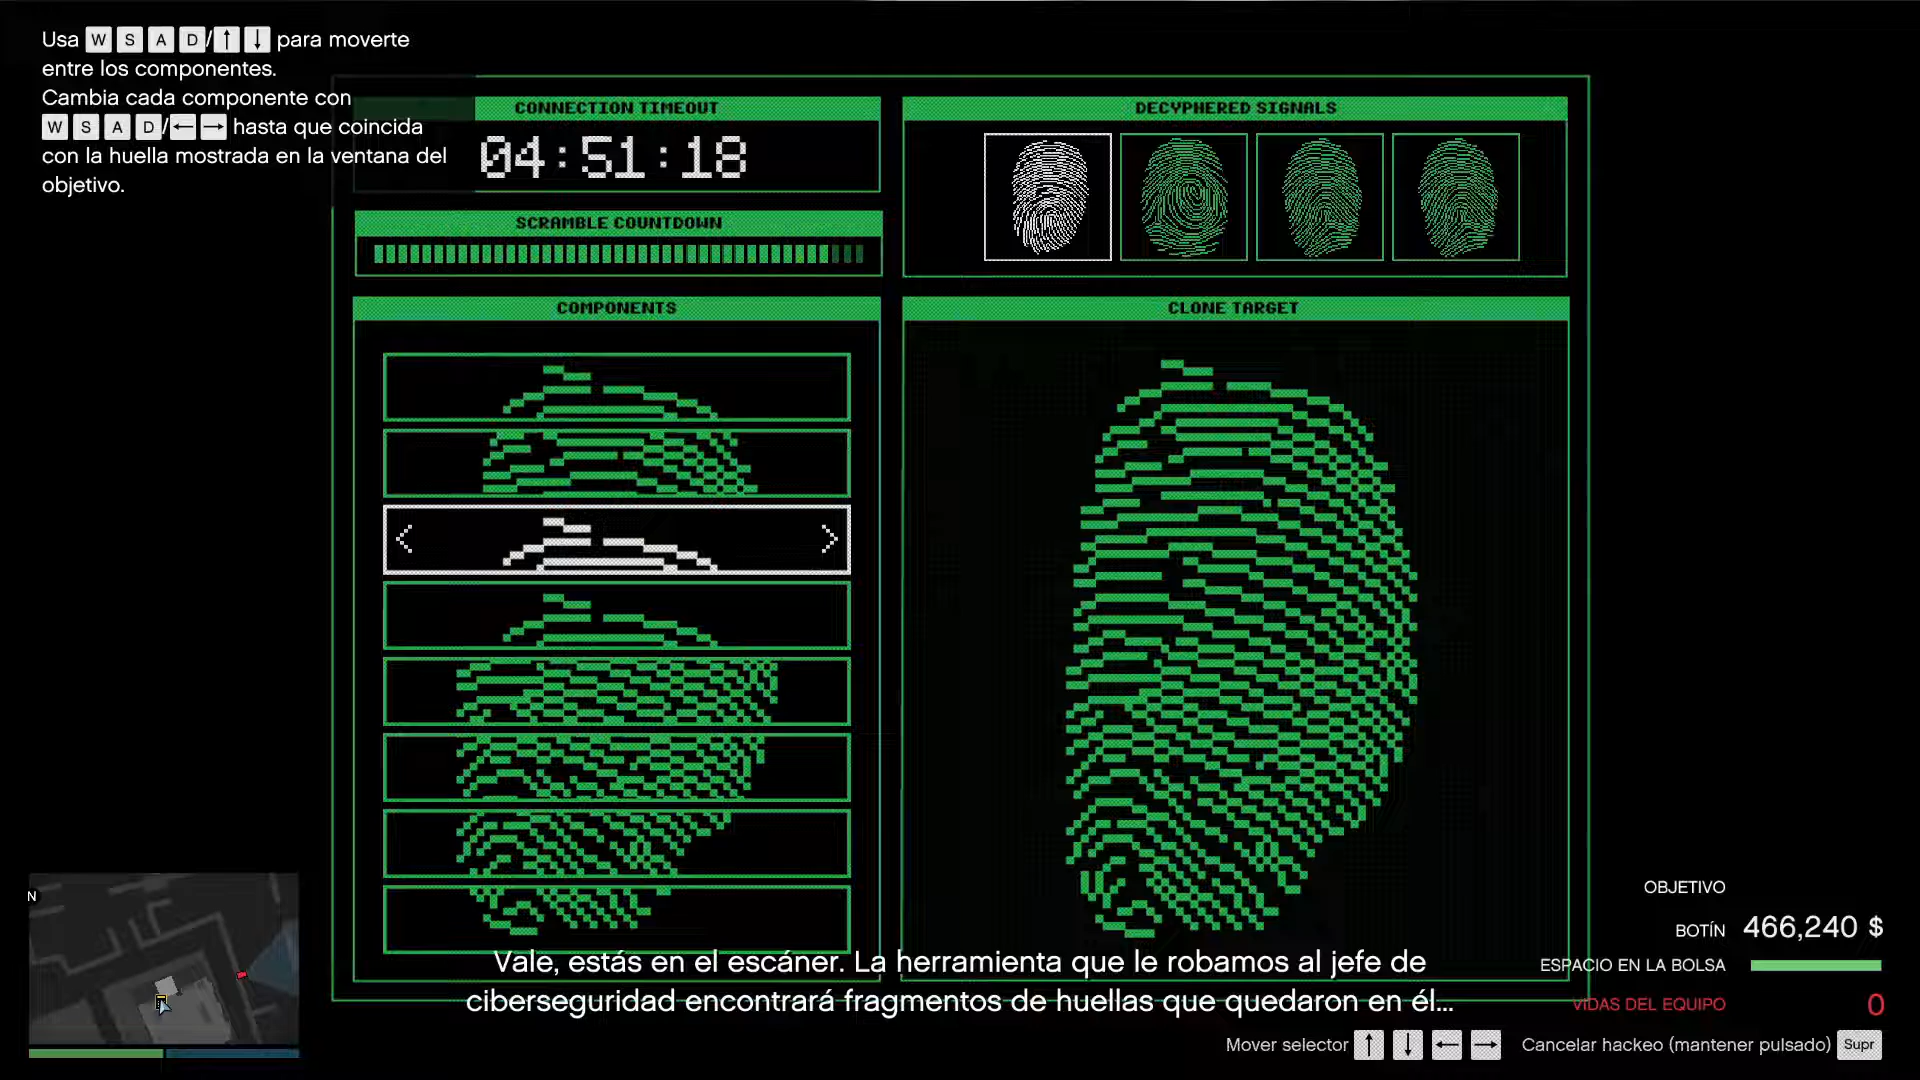 Usa W S A D/↑ ↓ para moverte
entre los componentes.
Cambia cada componente con
W S A D/← → hasta que coincida
con la huella mostrada en la ventana del
objetivo.
CONNECTION TIMEOUT
04:51:18
DECYPHERED SIGNALS
SCRAMBLE COUNTDOWN
COMPONENTS
CLONE TARGET
N
OBJETIVO
BOTÍN 466,240 $
ESPACIO EN LA BOLSA
VIDAS DEL EQUIPO 0
Vale, estás en el escáner. La herramienta que le robamos al jefe de
ciberseguridad encontrará fragmentos de huellas que quedaron en él...
Mover selector ↑ ↓ ← → Cancelar hackeo (mantener pulsado) Supr